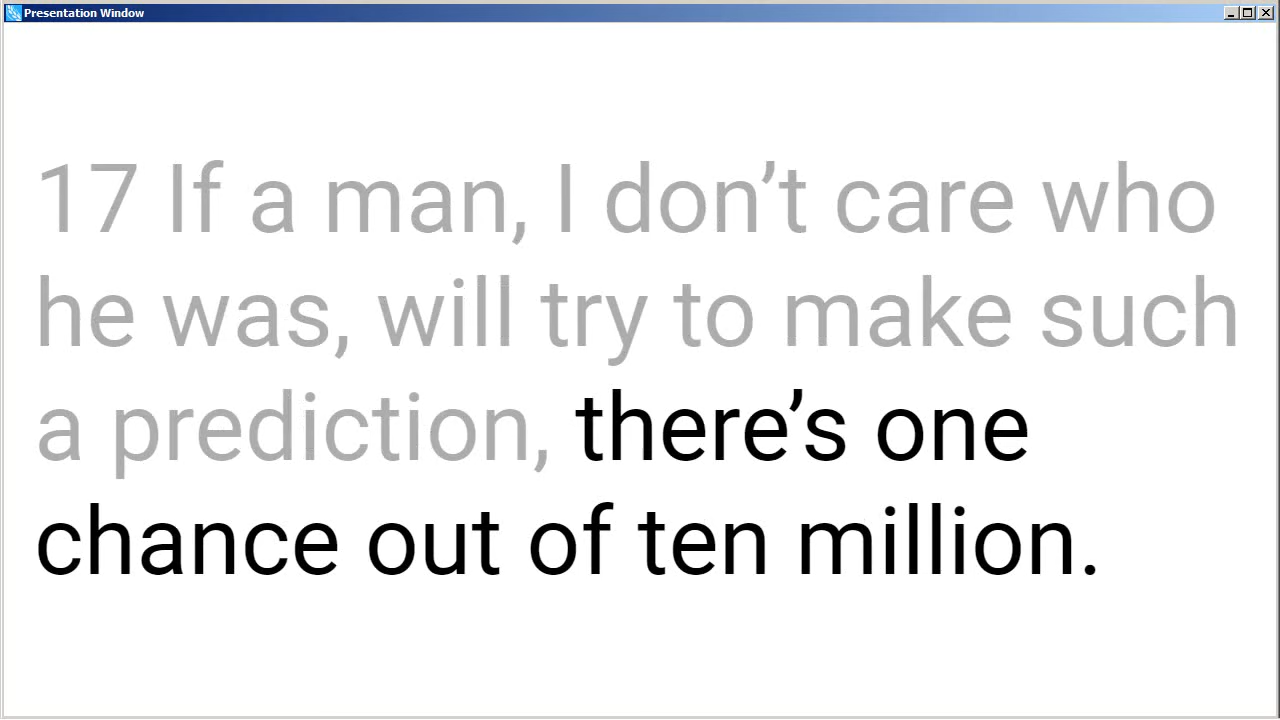 Presentation Window
17 If a man, I don’t care who
he was, will try to make such
a prediction, there’s one
chance out of ten million.